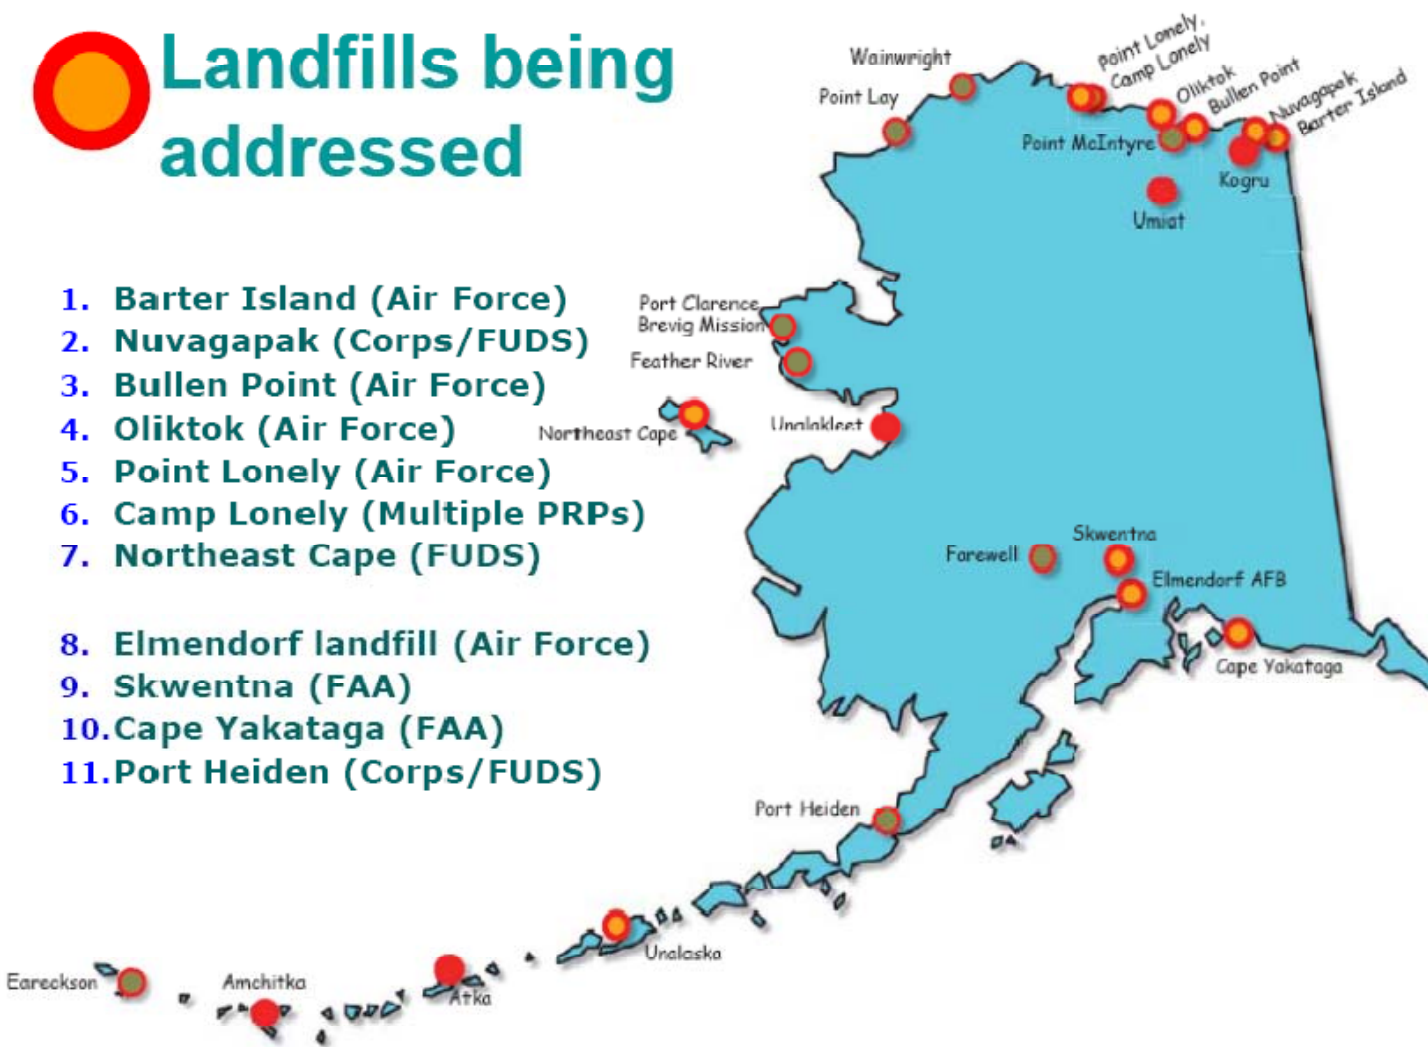 Landfills being
addressed
1. Barter Island (Air Force)
2. Nuvagapak (Corps/FUDS)
3. Bullen Point (Air Force)
4. Oliktok (Air Force)
5. Point Lonely (Air Force)
6. Camp Lonely (Multiple PRPs)
7. Northeast Cape (FUDS)
8. Elmendorf landfill (Air Force)
9. Skwentna (FAA)
10. Cape Yakataga (FAA)
11. Port Heiden (Corps/FUDS)
Wainwright
Point Lay
Point Lonely,
Camp Lonely
Oliktok
Bullen Point
Nuvagapak
Barter Island
Point McIntyre
Kogru
Umiat
Port Clarence
Brevig Mission
Feather River
Northeast Cape
Unalakleet
Farewell
Skwentna
Ellmendorf AFB
Cape Yakataga
Port Heiden
Unalaska
Eareckson
Amchitka
Atka